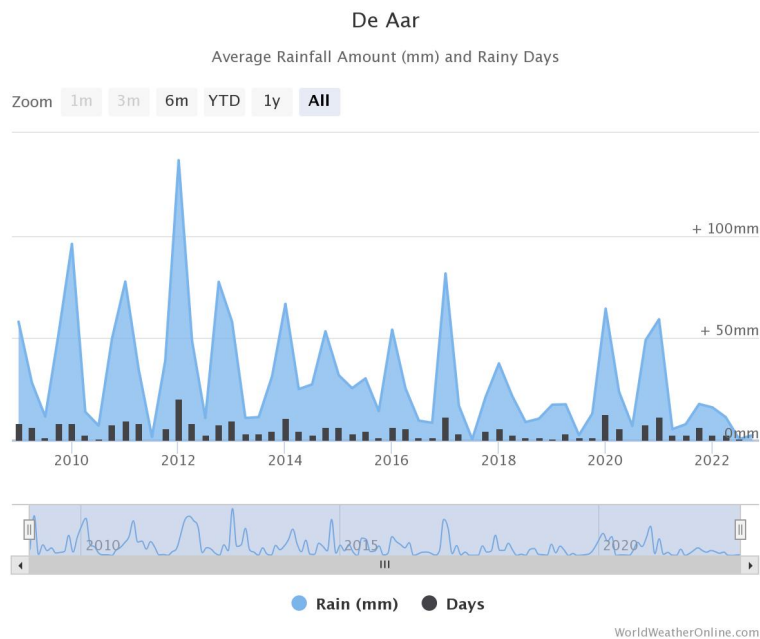 De Aar
Average Rainfall Amount (mm) and Rainy Days
Zoom 1m 3m 6m YTD 1y All
+ 100mm
+ 50mm
0mm
2010 2012 2014 2016 2018 2020 2022
2010 2015 2020
Rain (mm) Days
WorldWeatherOnline.com